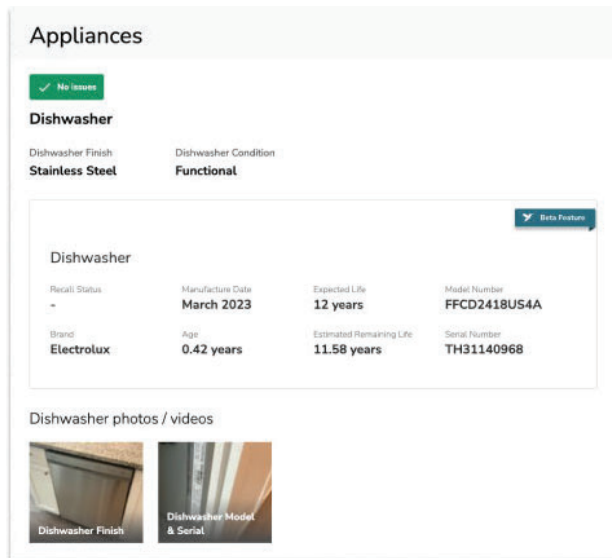 Appliances
No issues
Dishwasher
Dishwasher Finish Dishwasher Condition
Stainless Steel Functional
Beta Feature
Dishwasher
Recall Status Manufacture Date Expected Life Model Number
- March 2023 12 years FFCD2418US4A
Brand Age Estimated Remaining Life Serial Number
Electrolux 0.42 years 11.58 years TH31140968
Dishwasher photos / videos
Dishwasher Finish
Dishwasher Model
& Serial